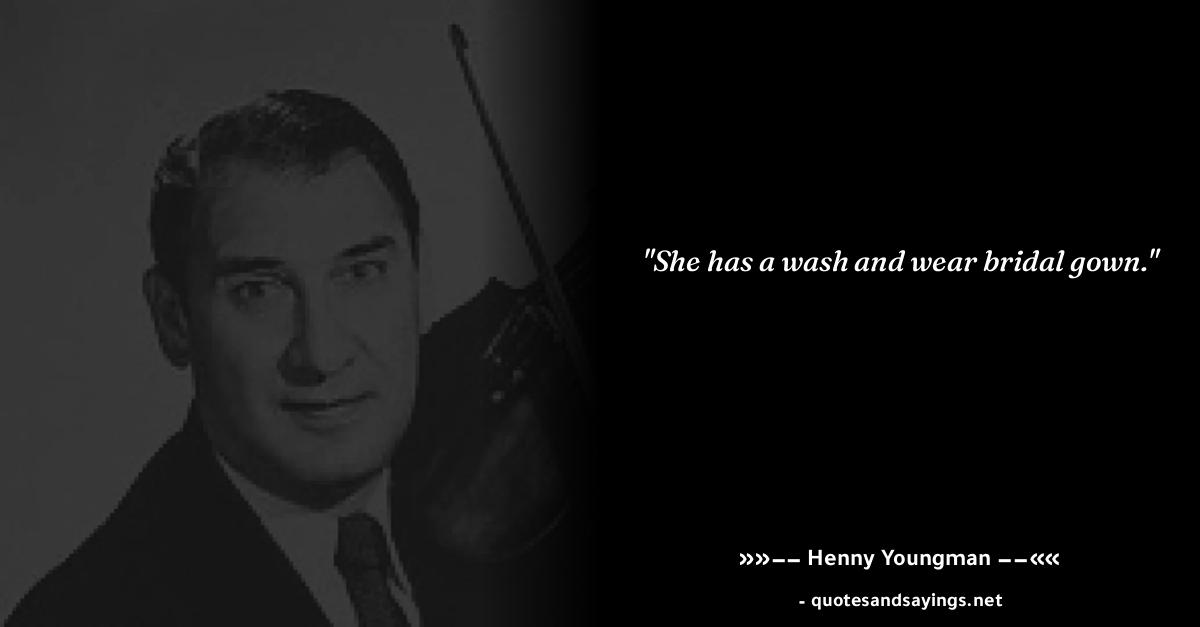 "She has a wash and wear bridal gown."
»»−− Henny Youngman −−««
- quotesandsayings.net